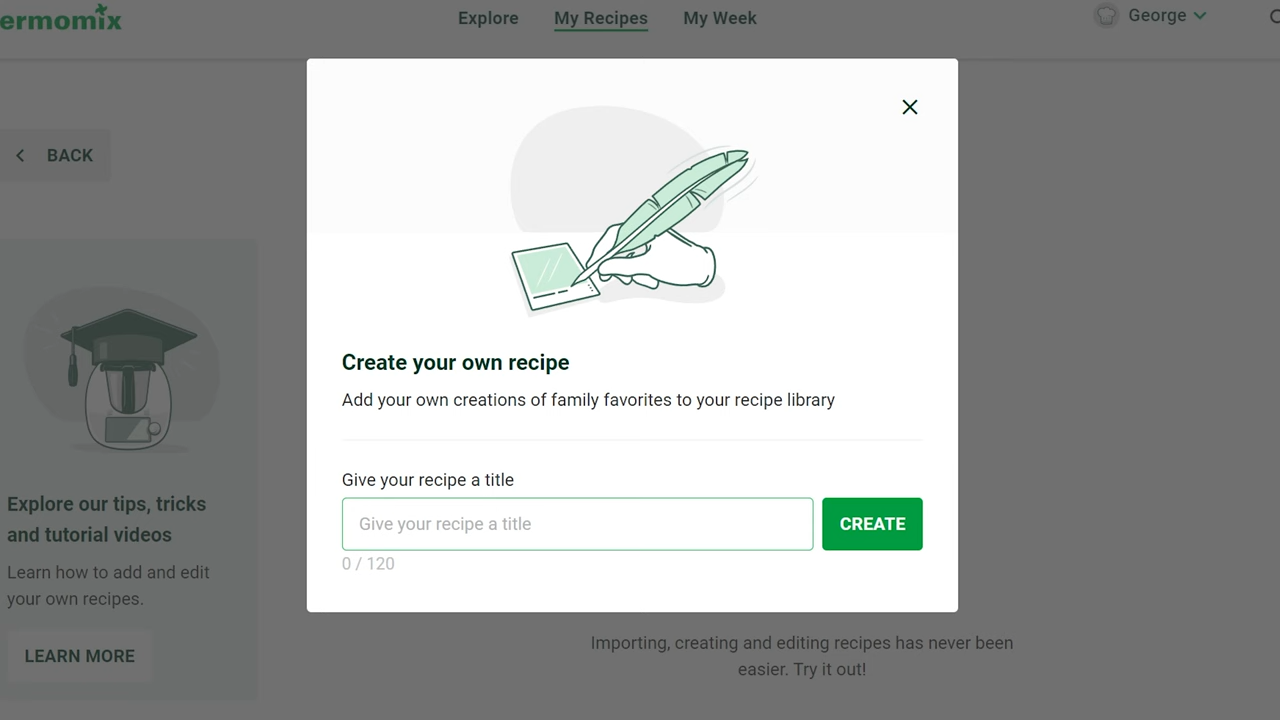 ermomix
Explore
My Recipes
My Week
George
BACK
Create your own recipe
Add your own creations of family favorites to your recipe library
Give your recipe a title
Give your recipe a title
CREATE
0 / 120
Explore our tips, tricks
and tutorial videos
Learn how to add and edit
your own recipes.
LEARN MORE
Importing, creating and editing recipes has never been
easier. Try it out!